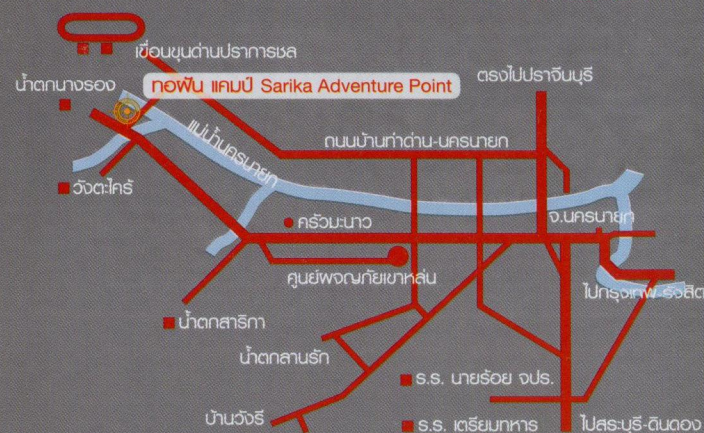 เขื่อนขุนด่านปราการชล
น้ำตกนางรอง
ทอฝัน แคมป์ Sarika Adventure Point
ตรงไปปราจีนบุรี
แม่น้ำนครนายก
ถนนบ้านท่าด่าน-นครนายก
วังตะไคร้
ครัวมะนาว
จ.นครนายก
ศูนย์ผจญภัยเขาหล่น
ไปกรุงเทพ รังสิต
น้ำตกสาริกา
น้ำตกลานรัก
ร.ร. นายร้อย จปร.
บ้านวังรี
ร.ร. เตรียมทหาร
ไปสระบุรี-ดินดอง